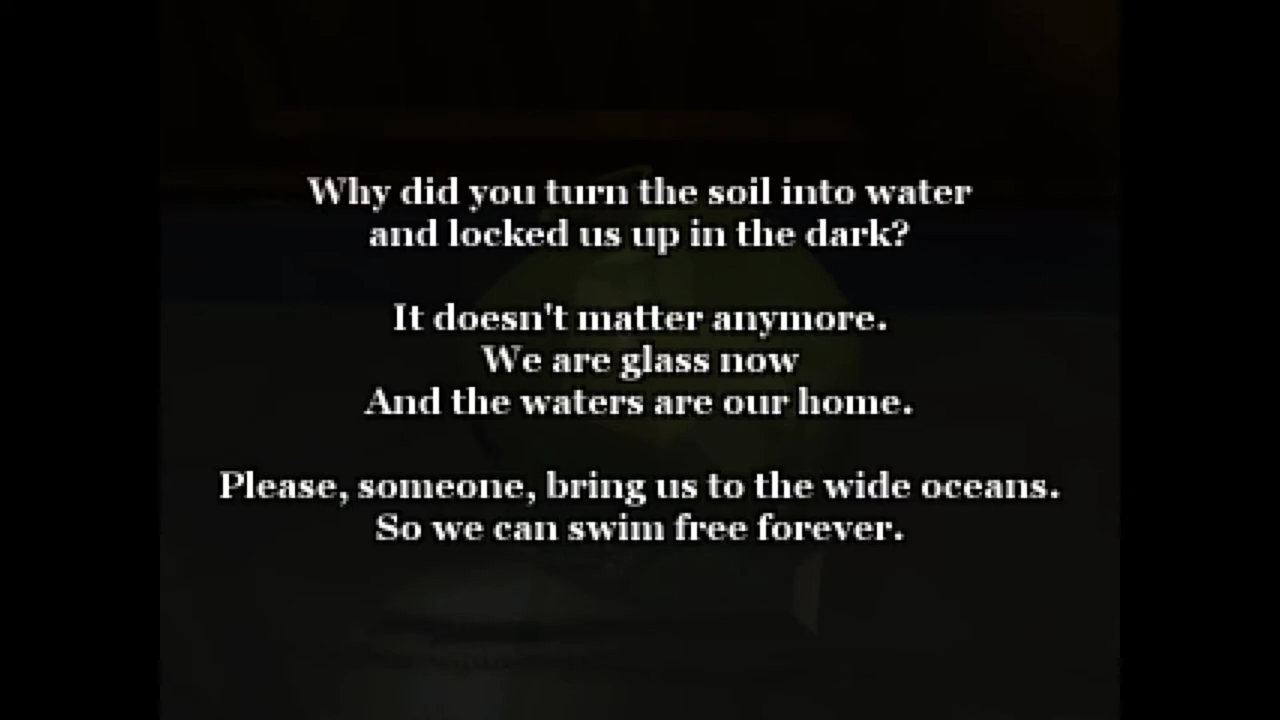 Why did you turn the soil into water
and locked us up in the dark?
It doesn't matter anymore.
We are glass now
And the waters are our home.
Please, someone, bring us to the wide oceans.
So we can swim free forever.